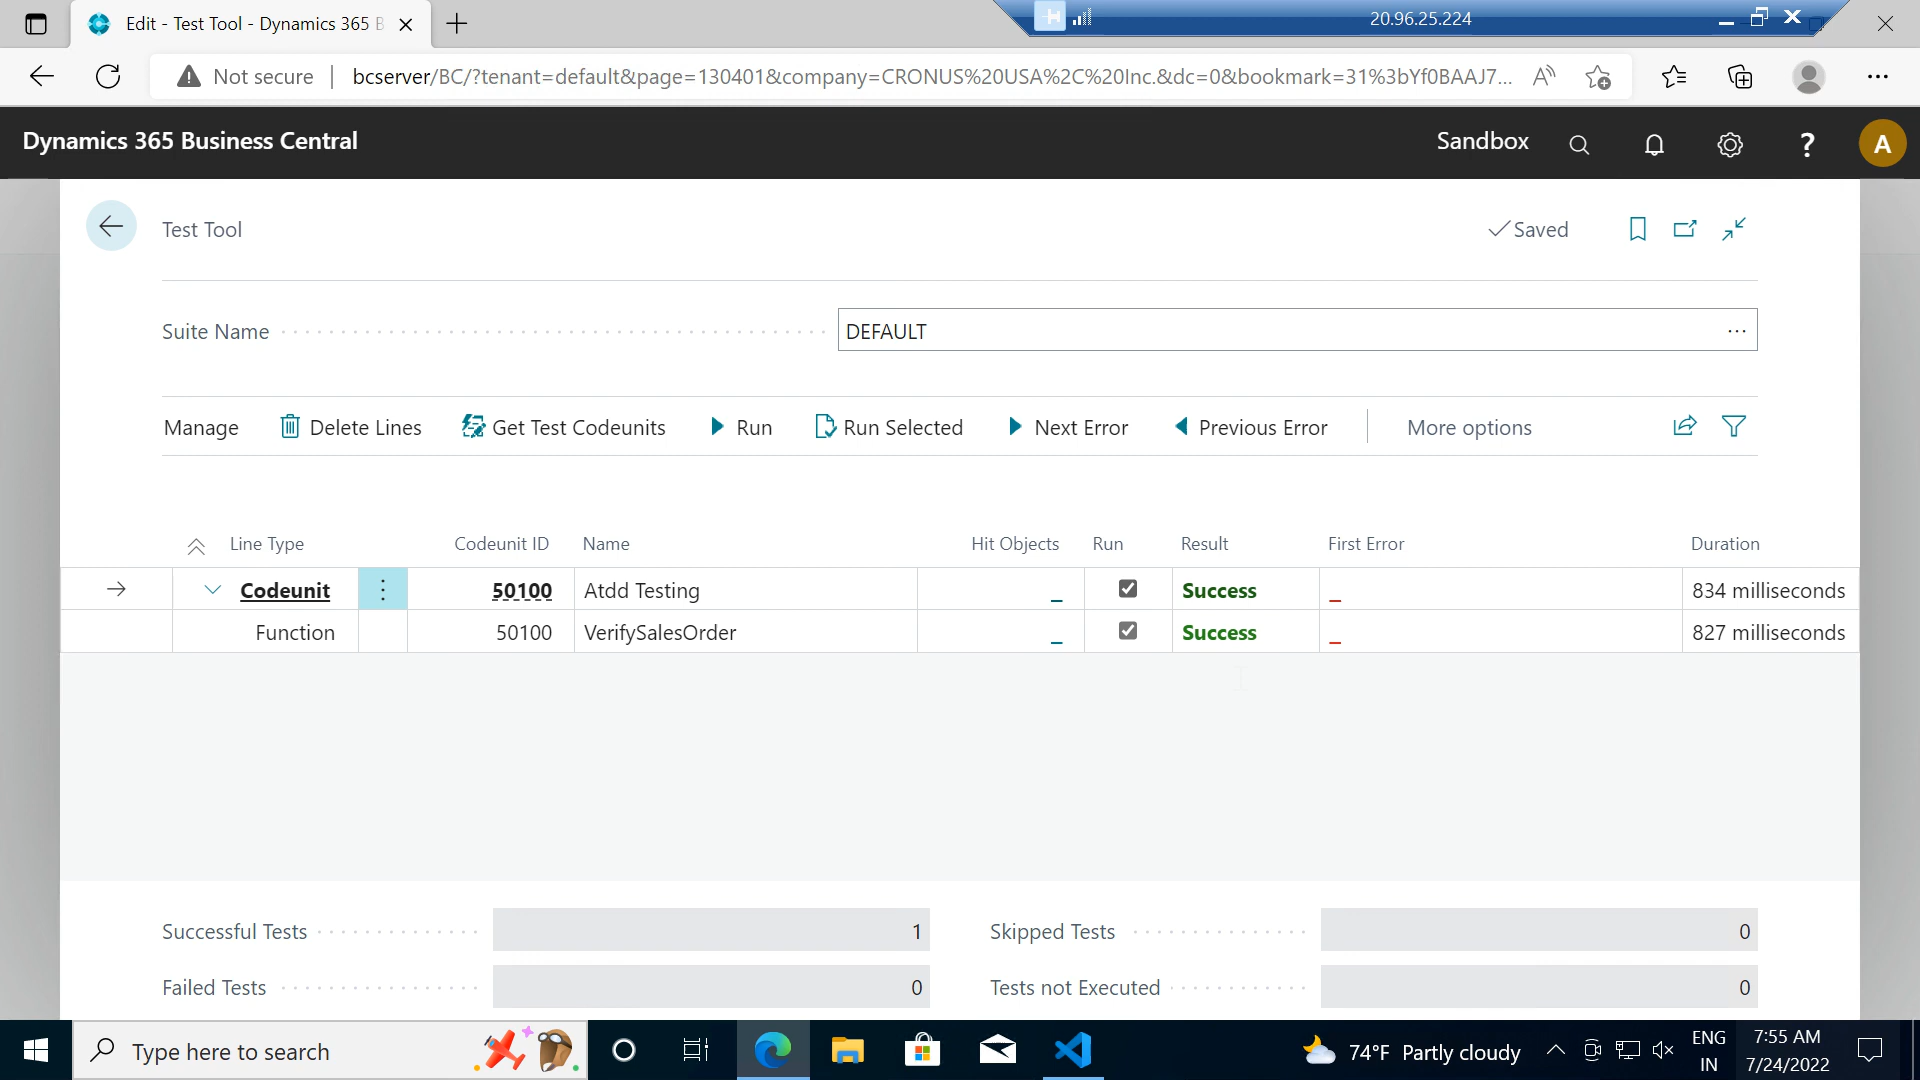 Edit - Test Tool - Dynamics 365 B
20.96.25.224
Not secure
bcserver/BC/?tenant=default&page=130401&company=CRONUS%20USA%2C%20Inc.&dc=0&bookmark=31%3bYf0BAAJ7...
Dynamics 365 Business Central
Sandbox
?
A
Test Tool
Saved
Suite Name
DEFAULT
...
Manage
Delete Lines
Get Test Codeunits
Run
Run Selected
Next Error
Previous Error
More options
Line Type Codeunit ID Name Hit Objects Run Result First Error Duration
Codeunit 50100 Atdd Testing _ Success _ 834 milliseconds
Function 50100 VerifySalesOrder _ Success _ 827 milliseconds
Successful Tests 1
Skipped Tests 0
Failed Tests 0
Tests not Executed 0
Type here to search
74°F Partly cloudy
ENG
IN
7:55 AM
7/24/2022